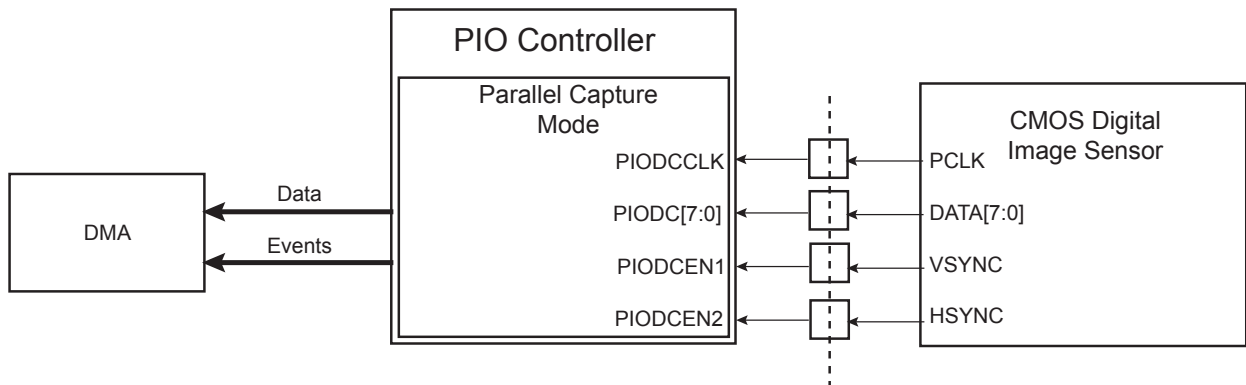 PIO Controller
Parallel Capture
Mode
CMOS Digital
Image Sensor
PIODCCLK
PCLK
Data
PIODC[7:0]
DATA[7:0]
DMA
Events
PIODCEN1
VSYNC
PIODCEN2
HSYNC